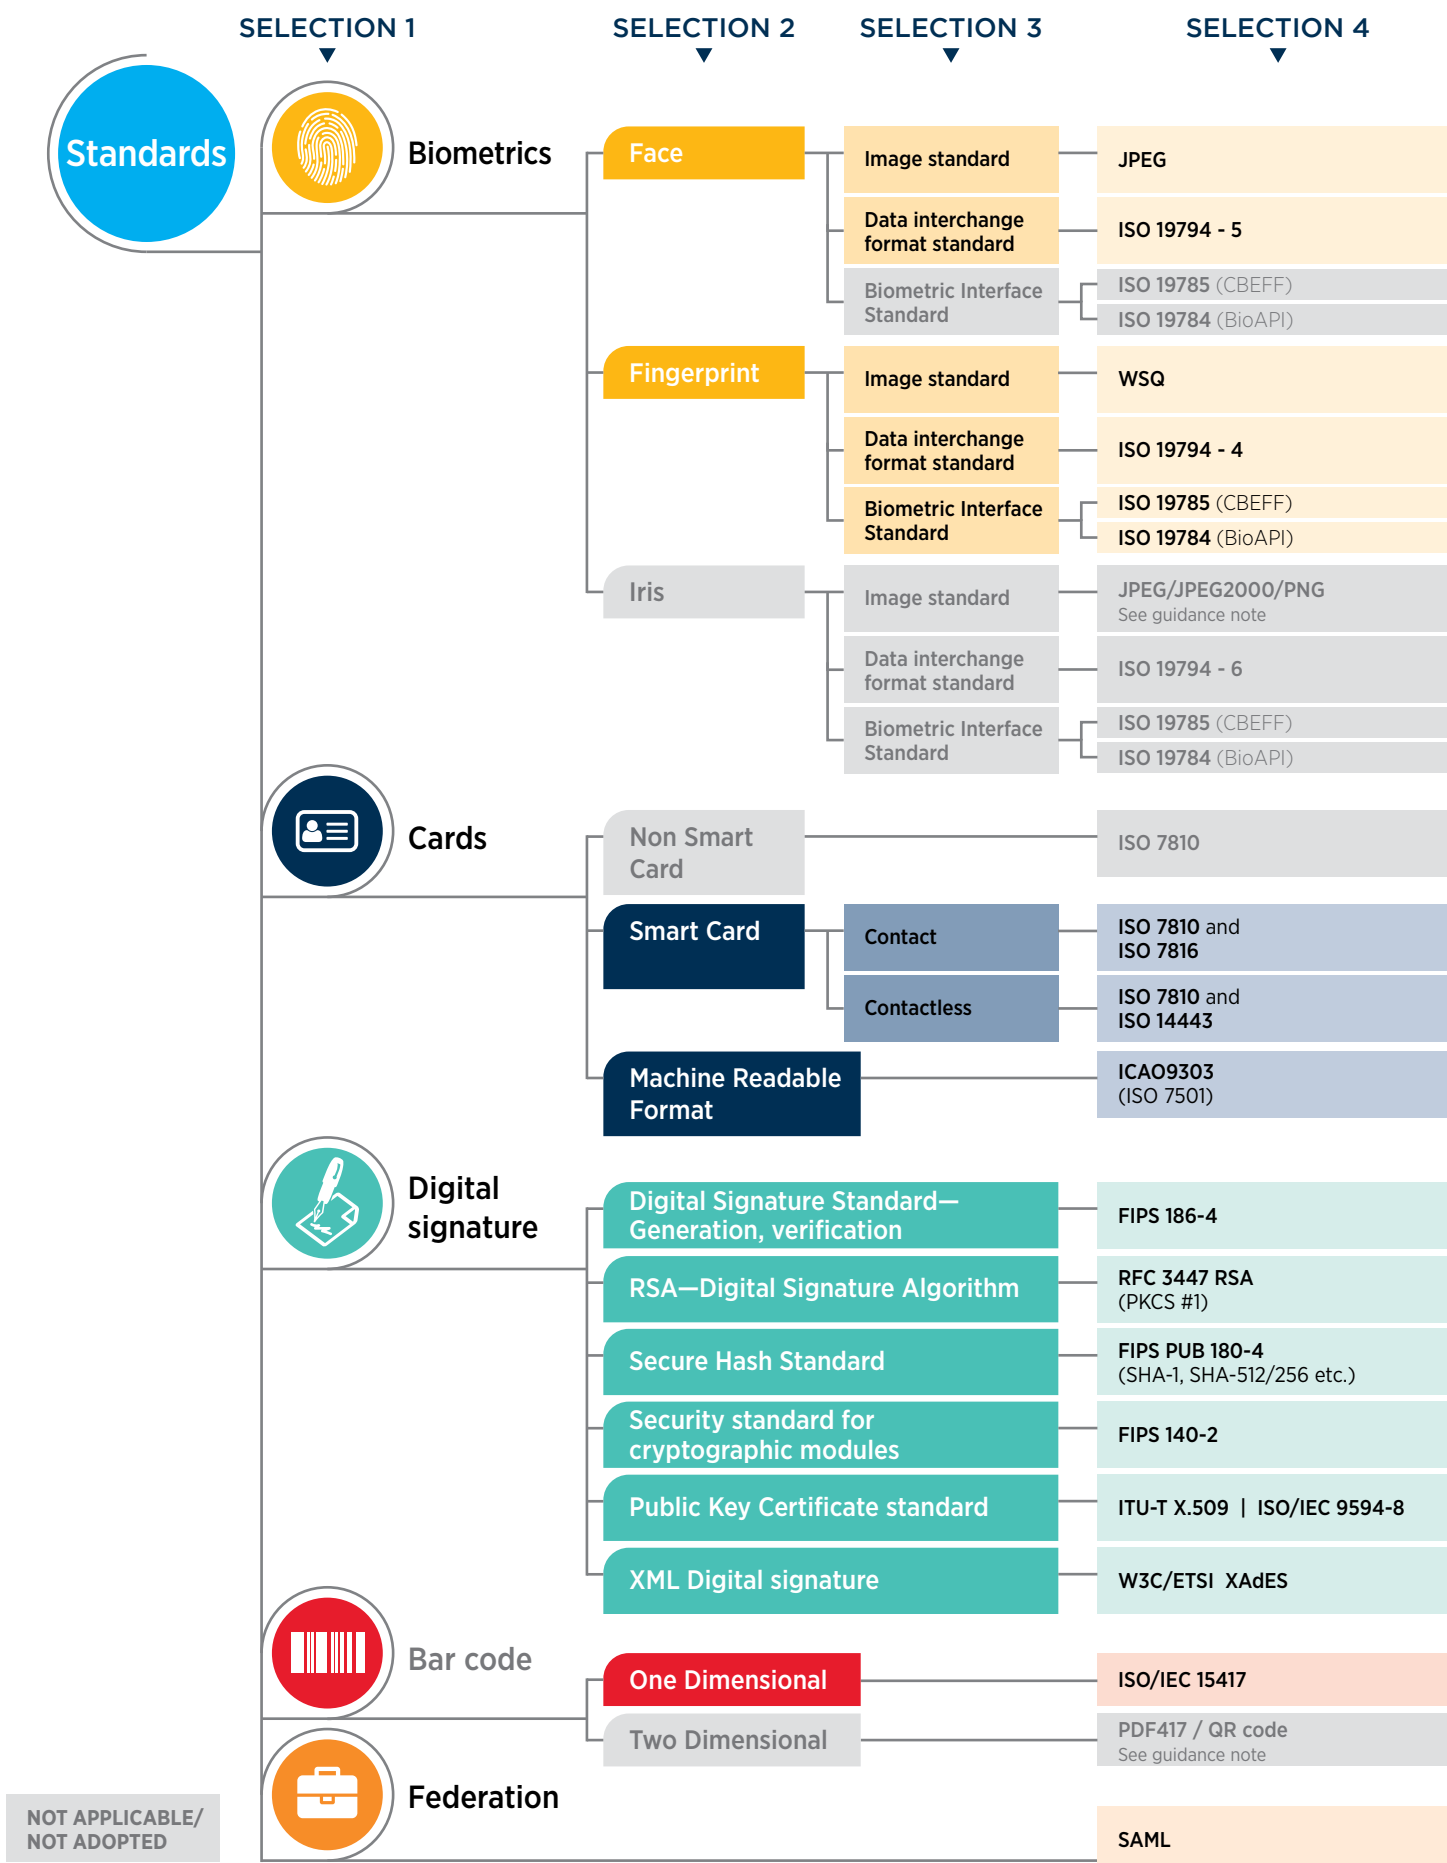 SELECTION 1
SELECTION 2
SELECTION 3
SELECTION 4
Standards
Biometrics
Face
Image standard
JPEG
Data interchange
format standard
ISO 19794 - 5
Biometric Interface
Standard
ISO 19785 (CBEFF)
ISO 19784 (BioAPI)
Fingerprint
Image standard
WSQ
Data interchange
format standard
ISO 19794 - 4
Biometric Interface
Standard
ISO 19785 (CBEFF)
ISO 19784 (BioAPI)
Iris
Image standard
JPEG/JPEG2000/PNG
See guidance note
Data interchange
format standard
ISO 19794 - 6
Biometric Interface
Standard
ISO 19785 (CBEFF)
ISO 19784 (BioAPI)
Cards
Non Smart
Card
ISO 7810
Smart Card
Contact
ISO 7810 and
ISO 7816
Contactless
ISO 7810 and
ISO 14443
Machine Readable
Format
ICAO9303
(ISO 7501)
Digital
signature
Digital Signature Standard—
Generation, verification
FIPS 186-4
RSA—Digital Signature Algorithm
RFC 3447 RSA
(PKCS #1)
Secure Hash Standard
FIPS PUB 180-4
(SHA-1, SHA-512/256 etc.)
Security standard for
cryptographic modules
FIPS 140-2
Public Key Certificate standard
ITU-T X.509 | ISO/IEC 9594-8
XML Digital signature
W3C/ETSI XAdES
Bar code
One Dimensional
ISO/IEC 15417
Two Dimensional
PDF417 / QR code
See guidance note
Federation
SAML
NOT APPLICABLE/
NOT ADOPTED